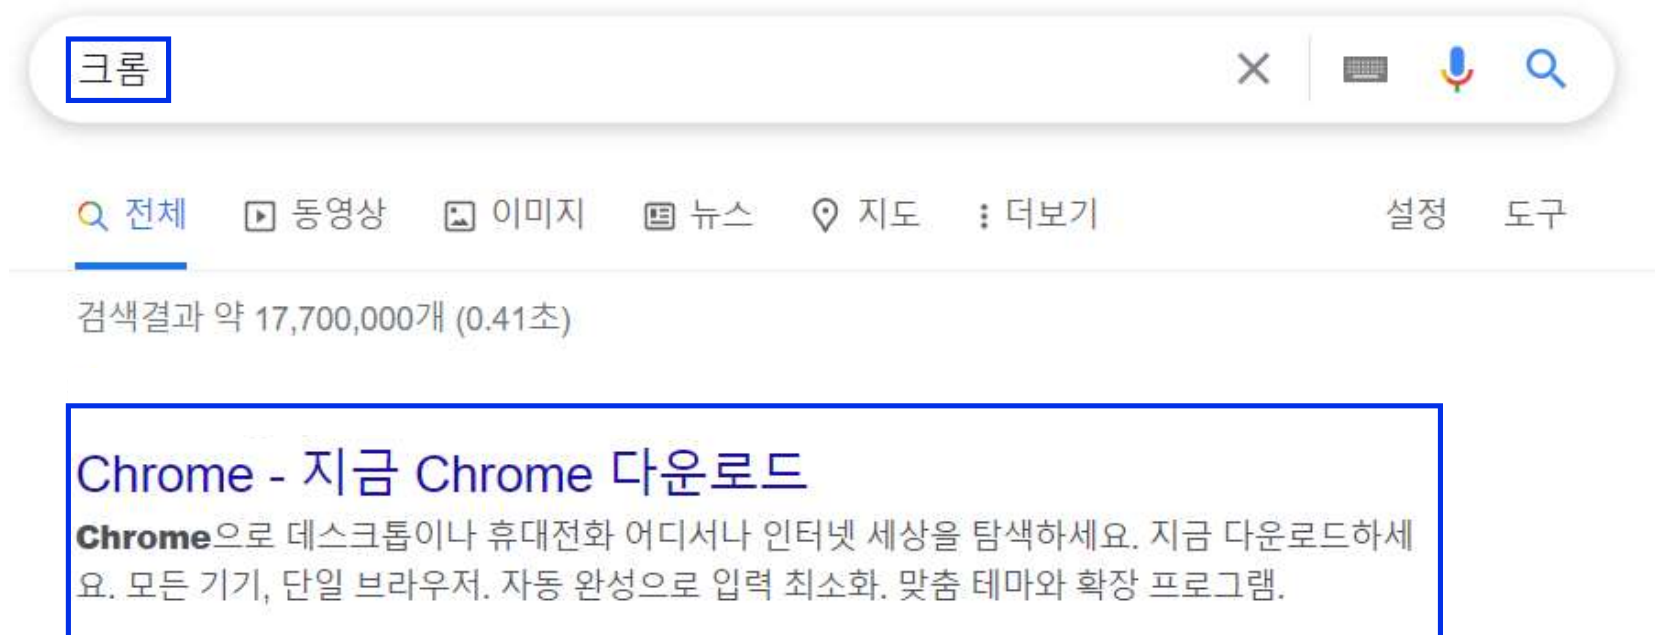 크롬
전체 동영상 이미지 뉴스 지도 더보기 설정 도구
검색결과 약 17,700,000개 (0.41초)
Chrome - 지금 Chrome 다운로드
Chrome으로 데스크톱이나 휴대전화 어디서나 인터넷 세상을 탐색하세요. 지금 다운로드하세
요. 모든 기기, 단일 브라우저. 자동 완성으로 입력 최소화. 맞춤 테마와 확장 프로그램.